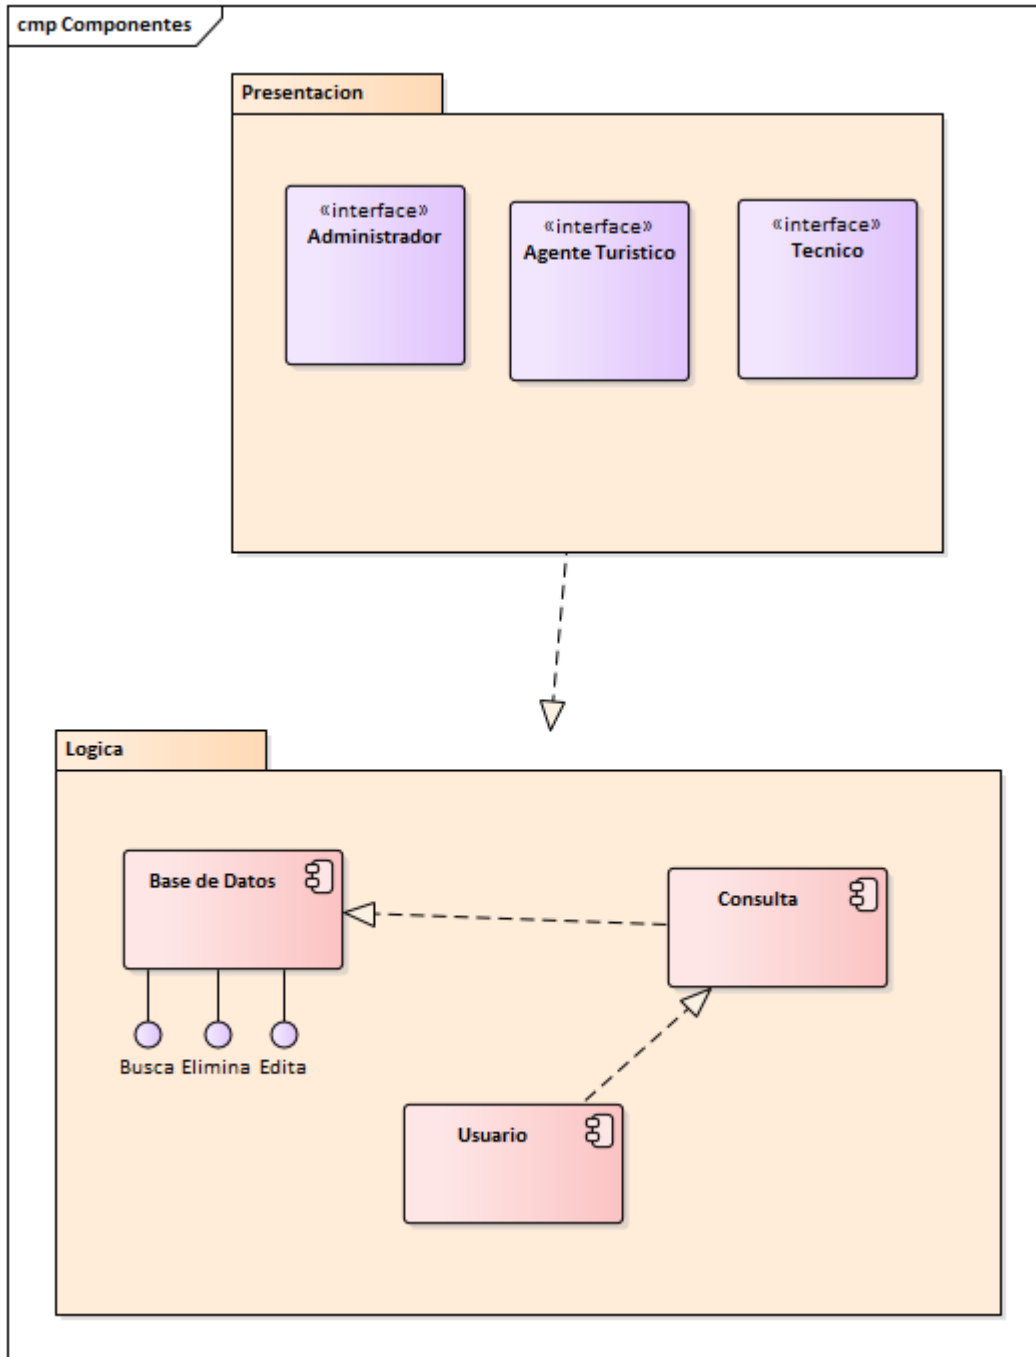 cmp Componentes
Presentacion
«interface»
Administrador
«interface»
Agente Turistico
«interface»
Tecnico
Logica
Base de Datos
Consulta
Busca Elimina Edita
Usuario